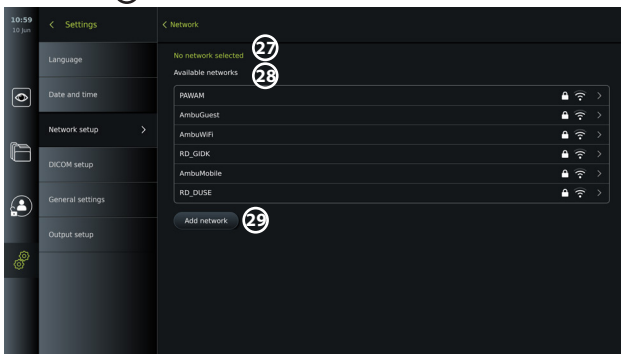 10:59
10 Jun
Settings
Language
Date and time
Network setup
DICOM setup
General settings
Output setup
Network
No network selected 27
Available networks 28
PAWAM
AmbuGuest
AmbuWiFi
RD_GIDK
AmbuMobile
RD_DUSE
Add network 29